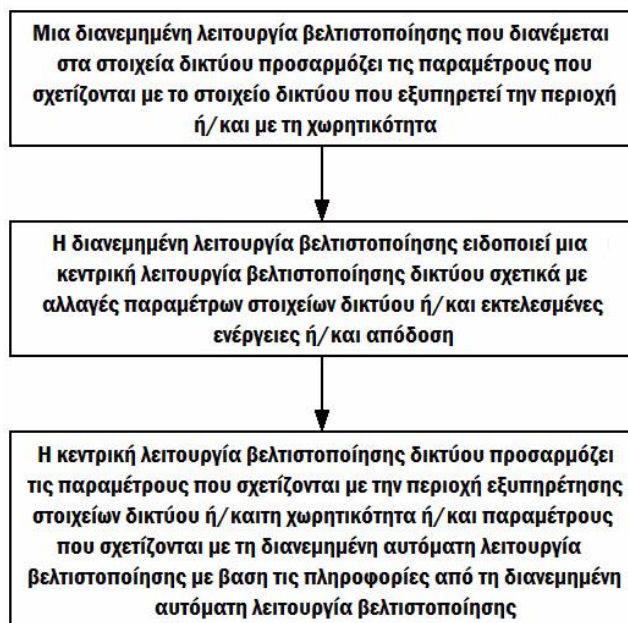 Μια διανεμημένη λειτουργία βελτιστοποίησης που διανέμεται
στα στοιχεία δικτύου προσαρμόζει τις παραμέτρους που
σχετίζονται με το στοιχείο δικτύου που εξυπηρετεί την περιοχή
ή/και με τη χωρητικότητα
Η διανεμημένη λειτουργία βελτιστοποίησης ειδοποιεί μια
κεντρική λειτουργία βελτιστοποίησης δικτύου σχετικά με
αλλαγές παραμέτρων στοιχείων δικτύου ή/και εκτελεσμένες
ενέργειες ή/και απόδοση
Η κεντρική λειτουργία βελτιστοποίησης δικτύου προσαρμόζει
τις παραμέτρους που σχετίζονται με την περιοχή εξυπηρέτησης
στοιχείων δικτύου ή/καιτη χωρητικότητα ή/και παραμέτρους
που σχετίζονται με τη διανεμημένη αυτόματη λειτουργία
βελτιστοποίησης με βαση τις πληροφορίες από τη διανεμημένη
αυτόματη λειτουργία βελτιστοποίησης